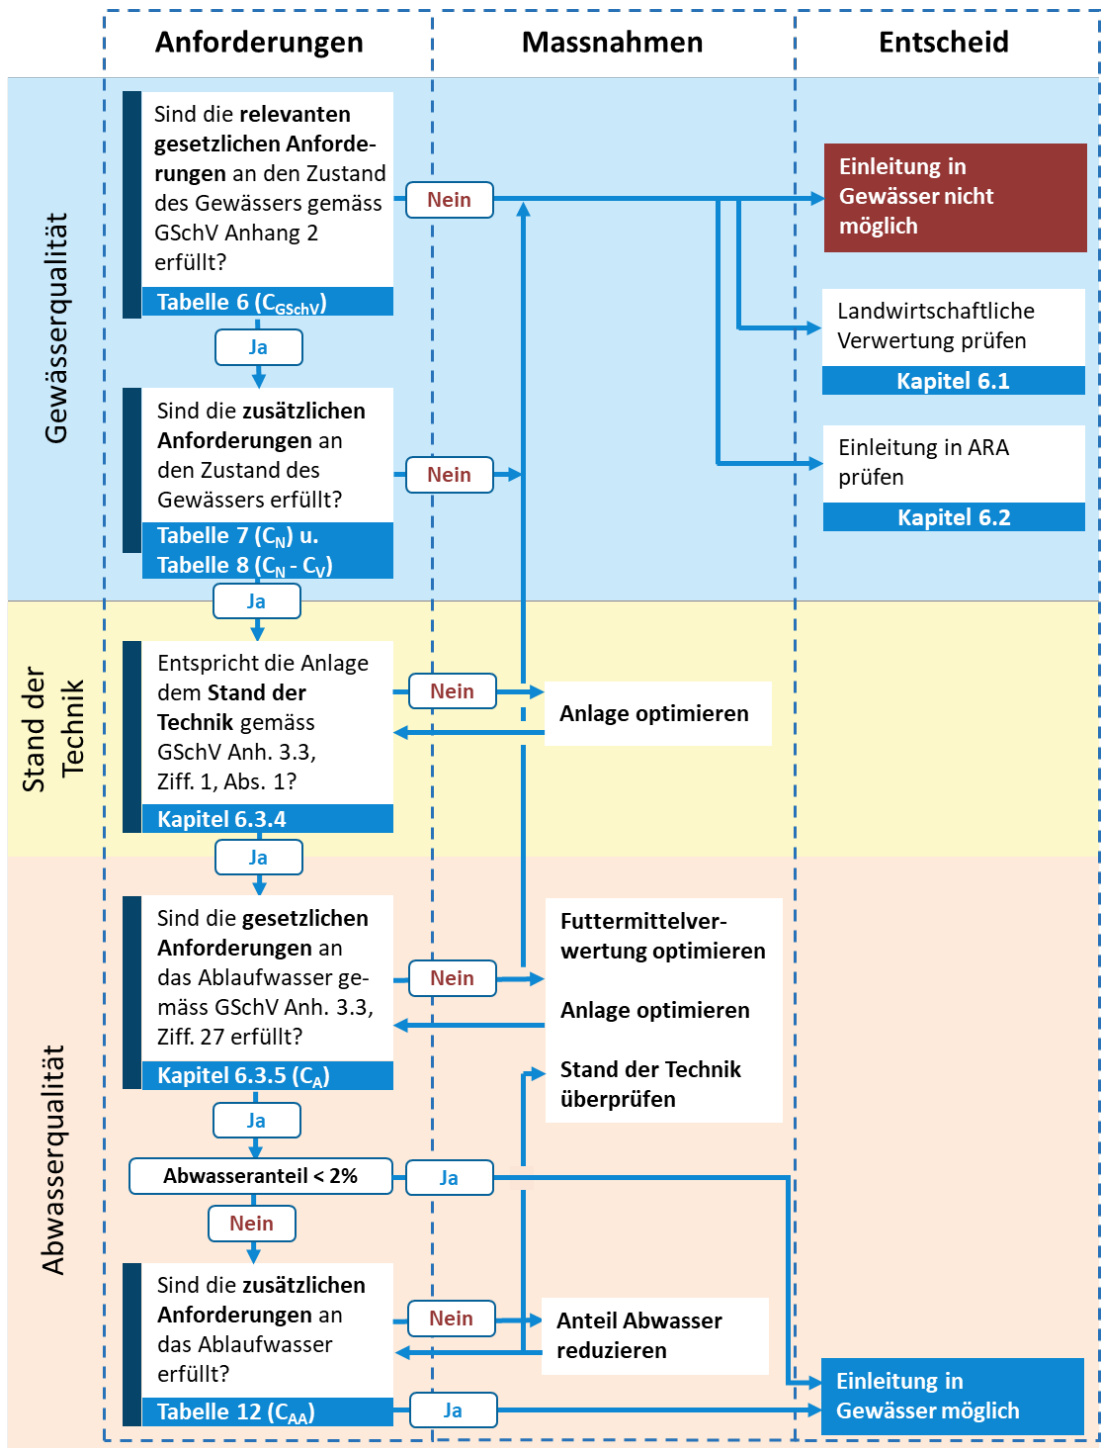 Anforderungen
Massnahmen
Entscheid
Gewässerqualität
Sind die relevanten
gesetzlichen Anforde-
rungen an den Zustand
des Gewässers gemäss
GSchV Anhang 2
erfüllt?
Tabelle 6 (CGSchV)
Nein
Einleitung in
Gewässer nicht
möglich
Ja
Landwirtschaftliche
Verwertung prüfen
Kapitel 6.1
Sind die zusätzlichen
Anforderungen an
den Zustand des
Gewässers erfüllt?
Tabelle 7 (CN) u.
Tabelle 8 (CN - CV)
Nein
Einleitung in ARA
prüfen
Kapitel 6.2
Ja
Stand der
Technik
Entspricht die Anlage
dem Stand der
Technik gemäss
GSchV Anh. 3.3,
Ziff. 1, Abs. 1?
Kapitel 6.3.4
Nein
Anlage optimieren
Ja
Abwasserqualität
Sind die gesetzlichen
Anforderungen an
das Ablaufwasser ge-
mäss GSchV Anh. 3.3,
Ziff. 27 erfüllt?
Kapitel 6.3.5 (CA)
Nein
Futtermittelver-
wertung optimieren
Anlage optimieren
Stand der Technik
überprüfen
Ja
Abwasseranteil < 2%
Ja
Nein
Sind die zusätzlichen
Anforderungen an
das Ablaufwasser
erfüllt?
Tabelle 12 (CAA)
Nein
Anteil Abwasser
reduzieren
Ja
Einleitung in
Gewässer möglich